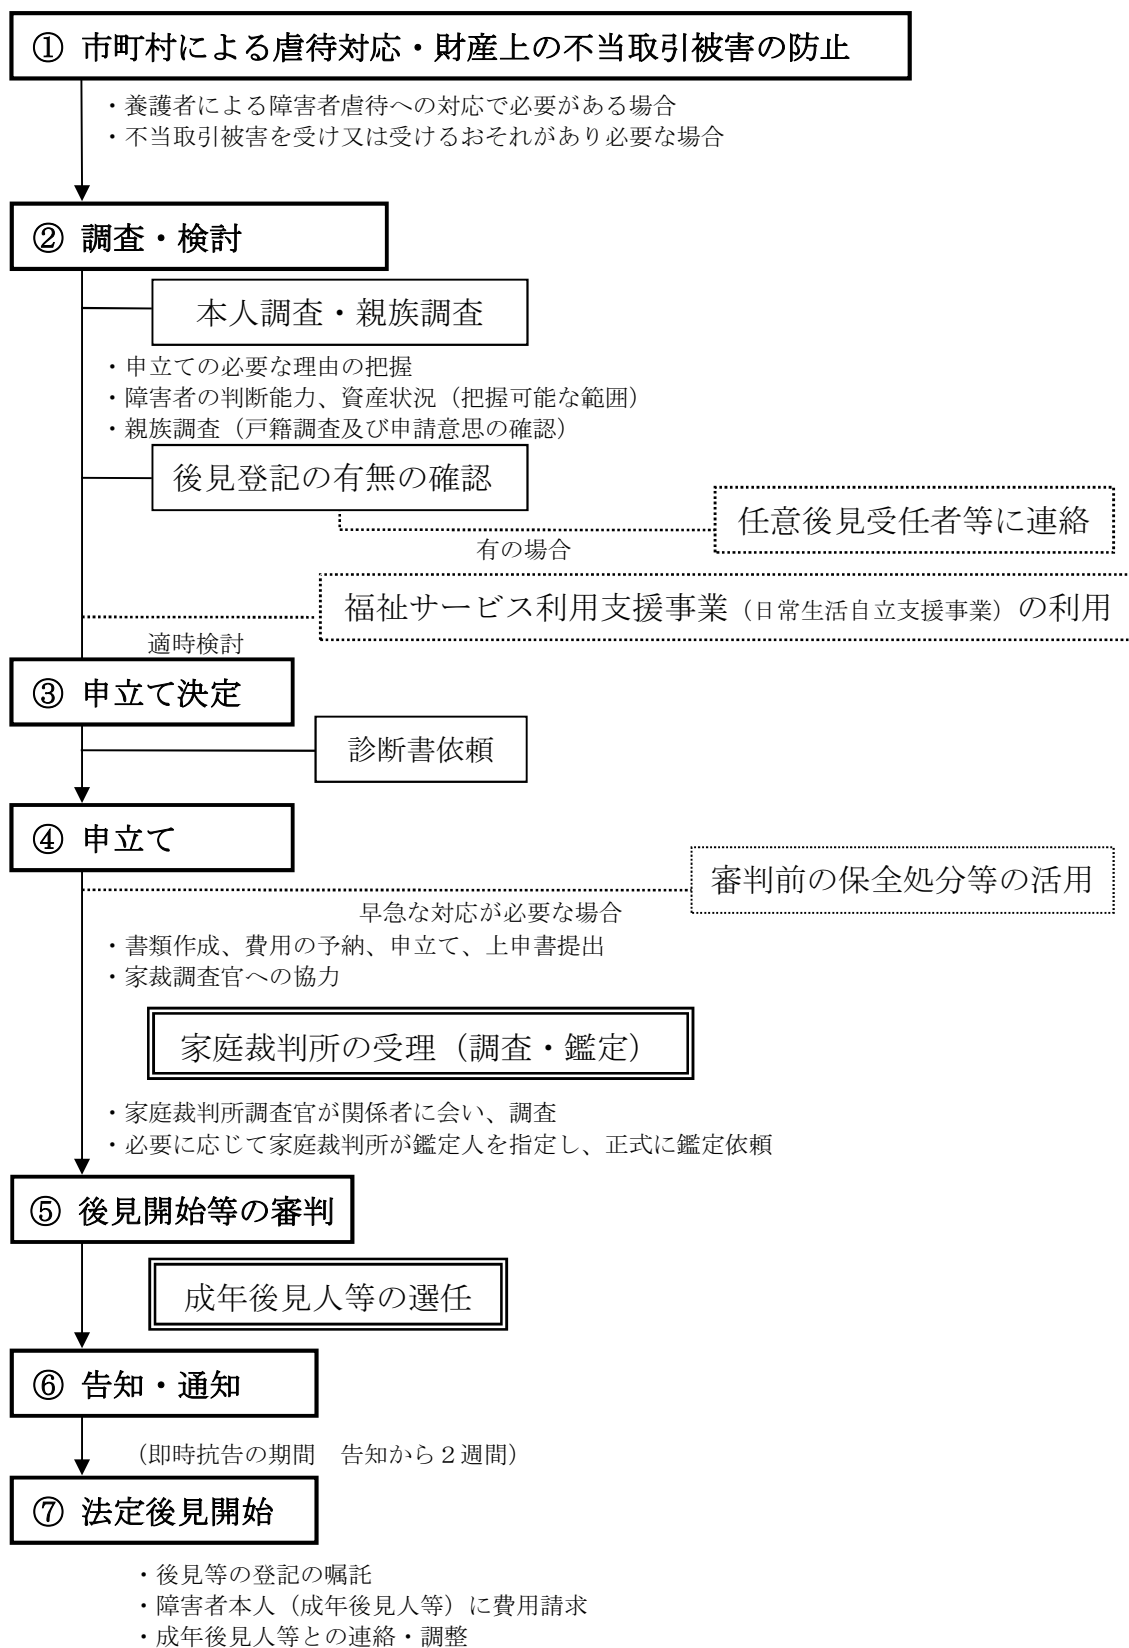 ① 市町村による虐待対応・財産上の不当取引被害の防止
・養護者による障害者虐待への対応で必要がある場合
・不当取引被害を受け又は受けるおそれがあり必要な場合
② 調査・検討
本人調査・親族調査
・申立ての必要な理由の把握
・障害者の判断能力、資産状況（把握可能な範囲）
・親族調査（戸籍調査及び申請意思の確認）
後見登記の有無の確認
任意後見受任者等に連絡
有の場合
福祉サービス利用支援事業（日常生活自立支援事業）の利用
適時検討
③ 申立て決定
診断書依頼
④ 申立て
審判前の保全処分等の活用
早急な対応が必要な場合
・書類作成、費用の予納、申立て、上申書提出
・家裁調査官への協力
家庭裁判所の受理（調査・鑑定）
・家庭裁判所調査官が関係者に会い、調査
・必要に応じて家庭裁判所が鑑定人を指定し、正式に鑑定依頼
⑤ 後見開始等の審判
成年後見人等の選任
⑥ 告知・通知
（即時抗告の期間　告知から２週間）
⑦ 法定後見開始
・後見等の登記の嘱託
・障害者本人（成年後見人等）に費用請求
・成年後見人等との連絡・調整